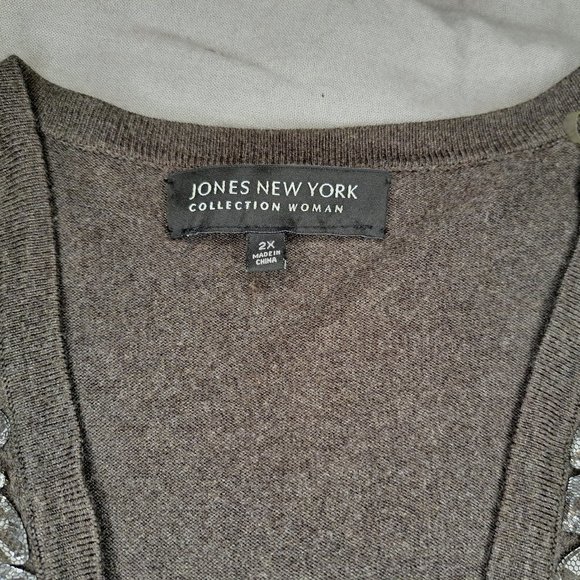 JONES NEW YORK
COLLECTION WOMAN
2X
MADE IN
CHINA